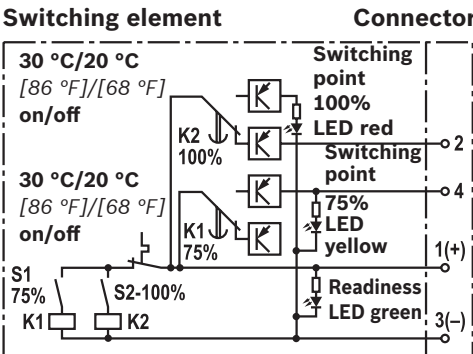 Switching element
Connector
30 °C/20 °C
[86 °F]/[68 °F]
on/off
Switching
point
100%
LED red
K2
100%
2
30 °C/20 °C
[86 °F]/[68 °F]
on/off
Switching
point
75%
LED
yellow
4
K1
75%
1(+)
S1
75%
S2-100%
K1
K2
Readiness
LED green
3(–)